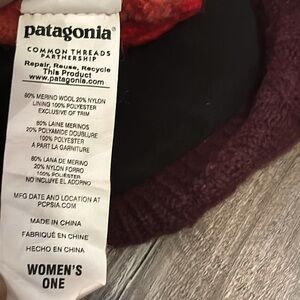 patagonia®
COMMON THREADS
PARTNERSHIP
Repair, Reuse, Recycle
This Product
www.patagonia.com
80% MERINO WOOL 20% NYLON
LINING 100% POLYESTER
EXCLUSIVE OF TRIM
80% LAINE MERINOS
20% POLYAMIDE DOUBLURE
100% POLYESTER
A PART LA GARNITURE
80% LANA DE MERINO
20% NYLON FORRO
100% POLIÉSTER
NO INCLUYE EL ADORNO
MFG DATE AND LOCATION AT
PCPSIA.COM
MADE IN CHINA
FABRIQUÉ EN CHINE
HECHO EN CHINA
WOMEN'S
ONE